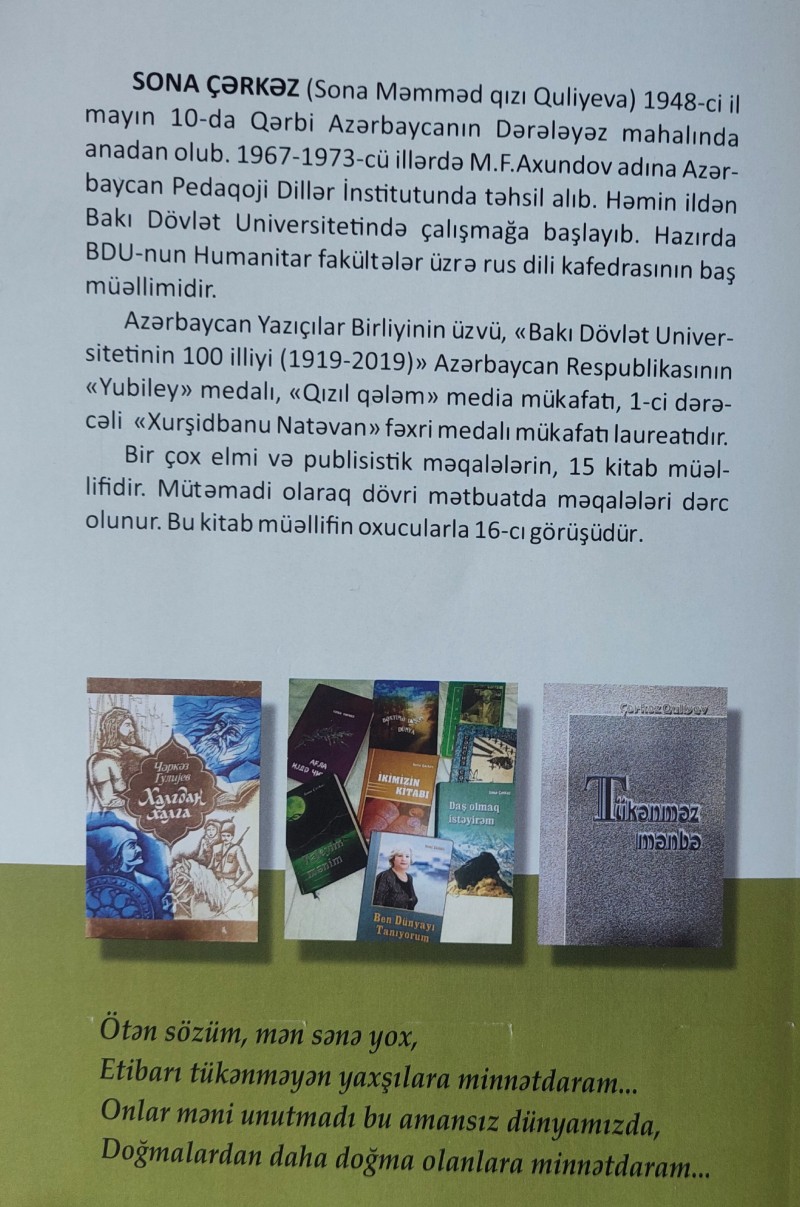 SONA ÇƏRKƏZ (Sona Məmməd qızı Quliyeva) 1948-ci il
mayın 10-da Qərbi Azərbaycanın Dərələyəz mahalında
anadan olub. 1967-1973-cü illərdə M.F.Axundov adına Azər-
baycan Pedaqoji Dillər İnstitutunda təhsil alıb. Həmin ildən
Bakı Dövlət Universitetində çalışmağa başlayıb. Hazırda
BDU-nun Humanitar fakültələr üzrə rus dili kafedrasının baş
müəllimidir.
Azərbaycan Yazıçılar Birliyinin üzvü, «Bakı Dövlət Univer-
sitetinin 100 illiyi (1919-2019)» Azərbaycan Respublikasının
«Yubiley» medalı, «Qızıl qələm» media mükafatı, 1-ci dərə-
cəli «Xurşidbanu Natəvan» fəxri medalı mükafatı laureatıdır.
Bir çox elmi və publisistik məqalələrin, 15 kitab müəl-
lifidir. Mütəmadi olaraq dövri mətbuatda məqalələri dərc
olunur. Bu kitab müəllifin oxucularla 16-cı görüşüdür.
Чәркәз
Гулијев
Халгдан
халга
DÜNYA
İKİMİZİN
KİTABI
Daş olmaq
istəyirəm
mənim
Ben Dünyayı
Tanıyorum
Çərkəz Quliyev
Tükənməz
mənbə
Ötən sözüm, mən sənə yox,
Etibarı tükənməyən yaxşılara minnətdaram...
Onlar məni unutmadı bu amansız dünyamızda,
Doğmalardan daha doğma olanlara minnətdaram...